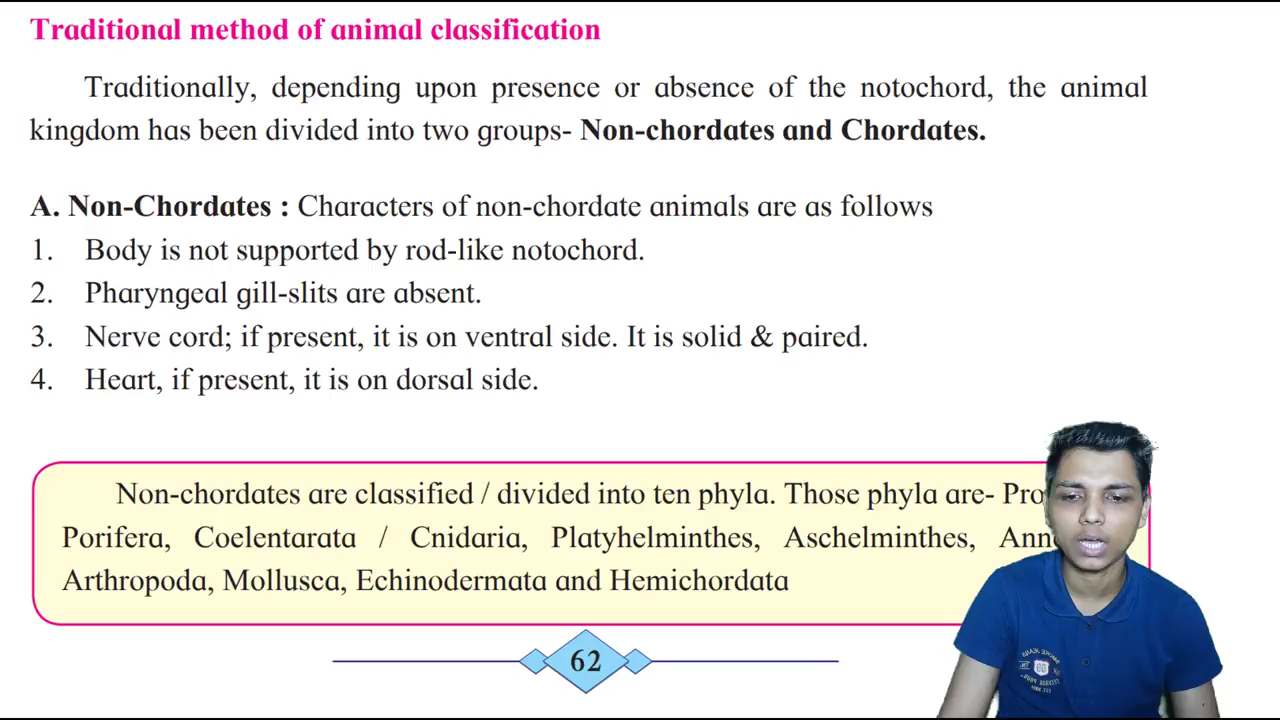 Traditional method of animal classification
Traditionally, depending upon presence or absence of the notochord, the animal
kingdom has been divided into two groups- Non-chordates and Chordates.
A. Non-Chordates : Characters of non-chordate animals are as follows
1. Body is not supported by rod-like notochord.
2. Pharyngeal gill-slits are absent.
3. Nerve cord; if present, it is on ventral side. It is solid & paired.
4. Heart, if present, it is on dorsal side.
Non-chordates are classified / divided into ten phyla. Those phyla are-
Porifera, Coelentarata / Cnidaria, Platyhelminthes, Aschelminthes,
Arthropoda, Mollusca, Echinodermata and Hemichordata
62